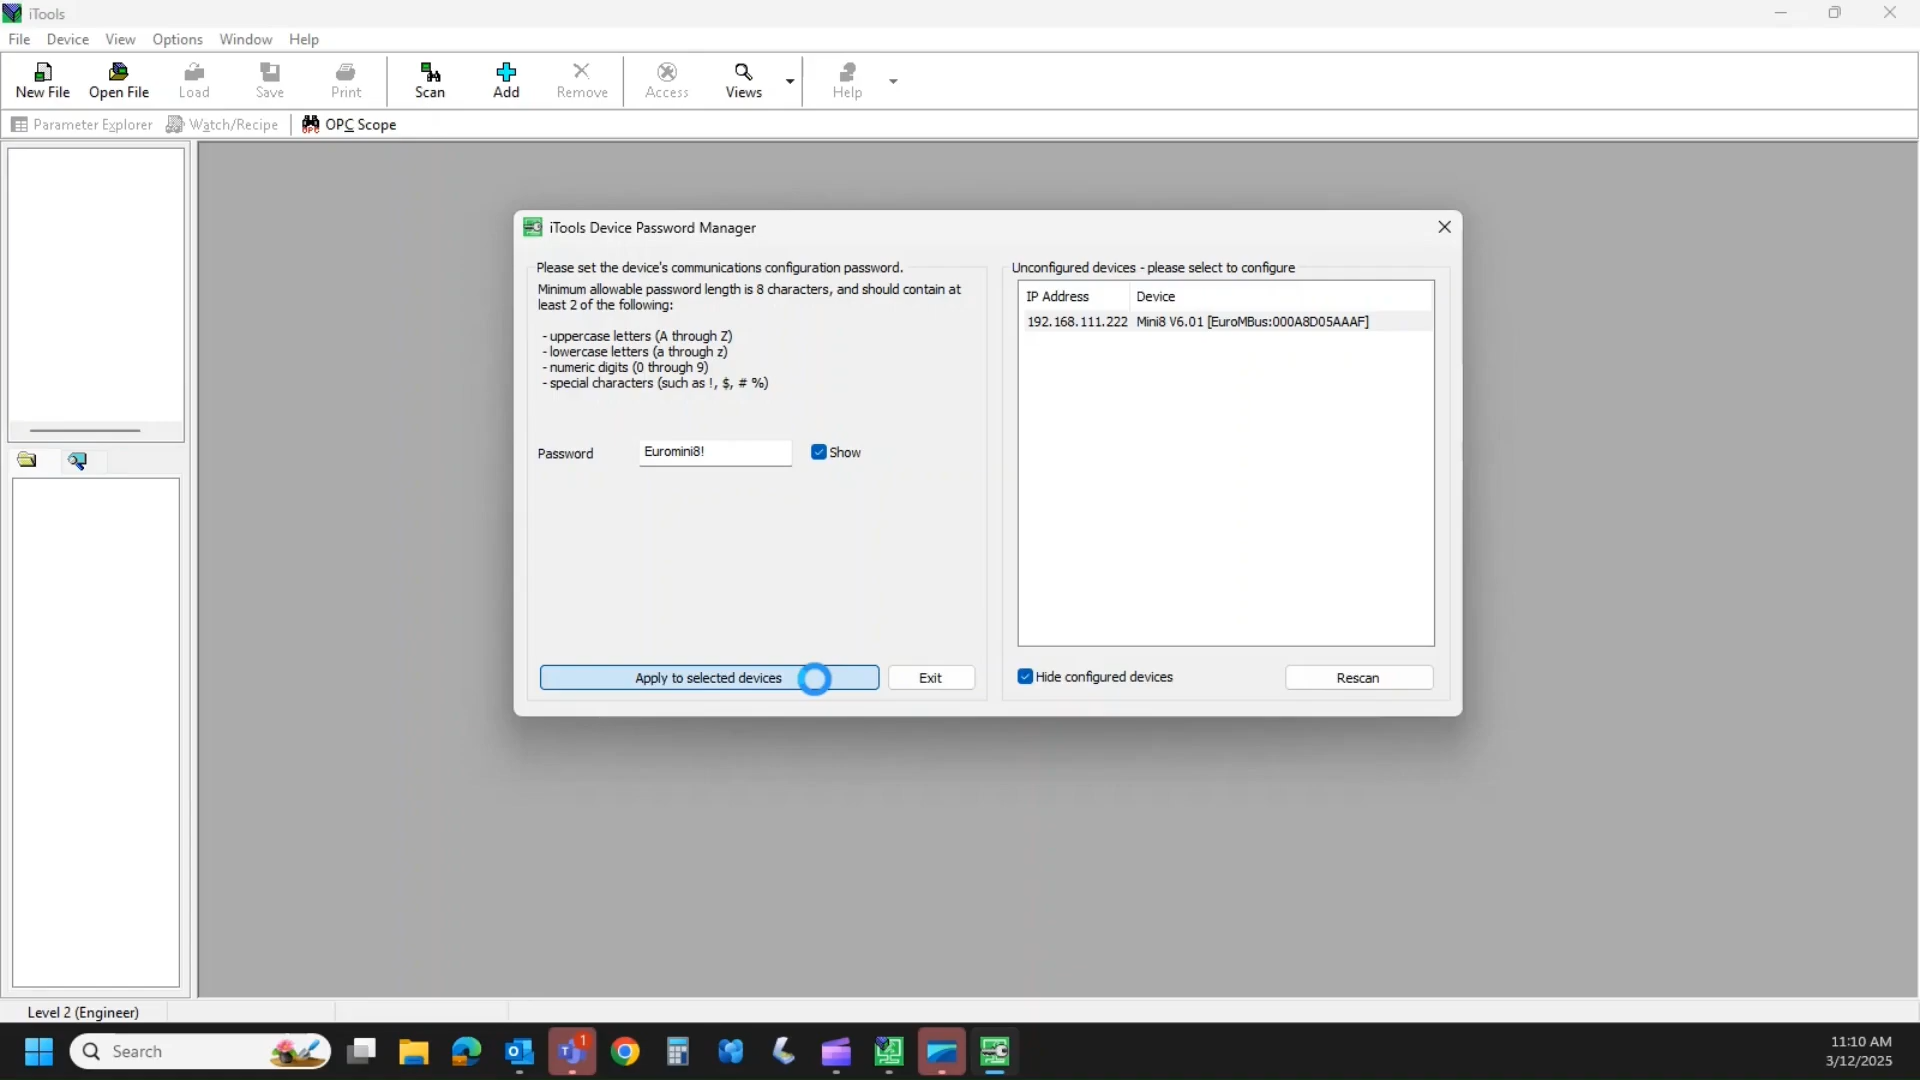 iTools
File Device View Options Window Help
New File Open File Load Save Print Scan Add Remove Access Views Help
Parameter Explorer Watch/Recipe OPC Scope
iTools Device Password Manager
Please set the device's communications configuration password.
Minimum allowable password length is 8 characters, and should contain at
least 2 of the following:
- uppercase letters (A through Z)
- lowercase letters (a through z)
- numeric digits (0 through 9)
- special characters (such as !, $, # %)
Password Euromini8! Show
Apply to selected devices Exit
Unconfigured devices - please select to configure
IP Address Device
192.168.111.222 Mini8 V6.01 [EuroMBus:000A8D05AAAF]
Hide configured devices Rescan
Level 2 (Engineer)
Search
1
11:10 AM
3/12/2025